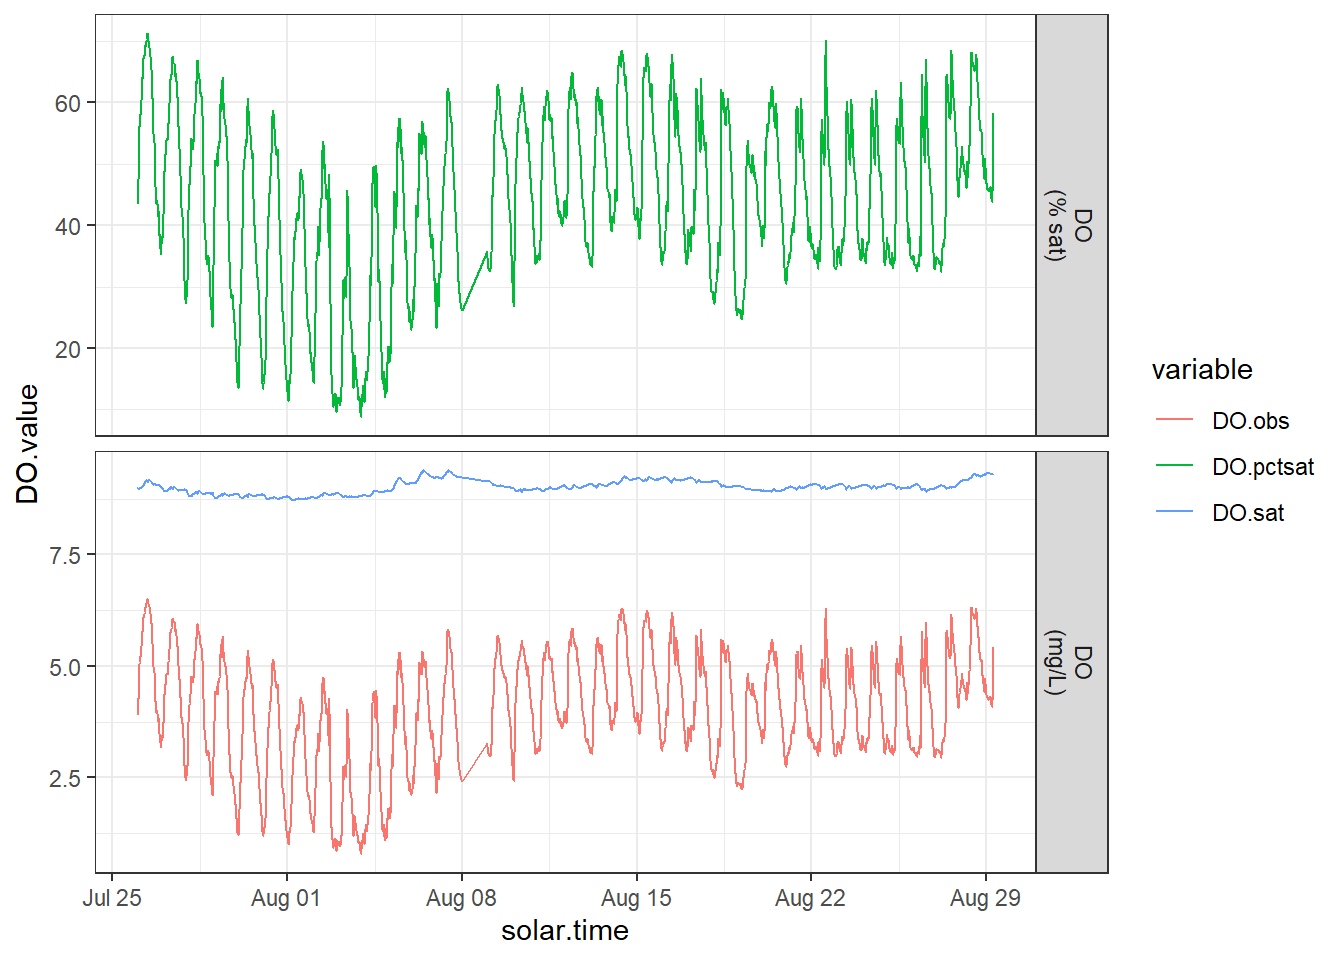 DO.value
60
40
20
DO
(% sat)
7.5
5.0
2.5
DO
(mg/L)
Jul 25
Aug 01
Aug 08
Aug 15
Aug 22
Aug 29
solar.time
variable
DO.obs
DO.pctsat
DO.sat